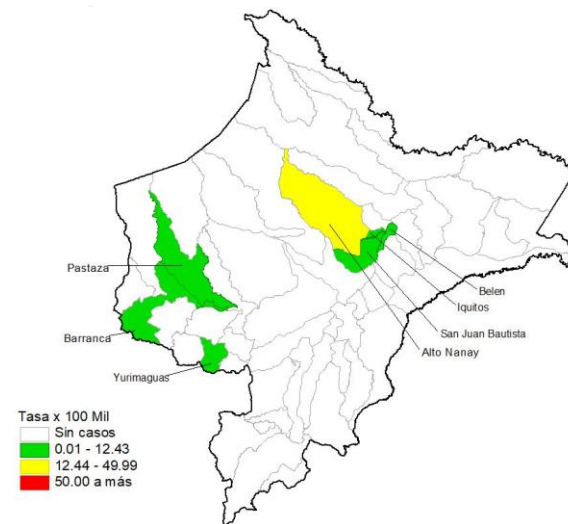 Pastaza
Barranca
Yurimaguas
Belen
Iquitos
San Juan Bautista
Alto Nanay
Tasa x 100 Mil
Sin casos
0.01 - 12.43
12.44 - 49.99
50.00 a más